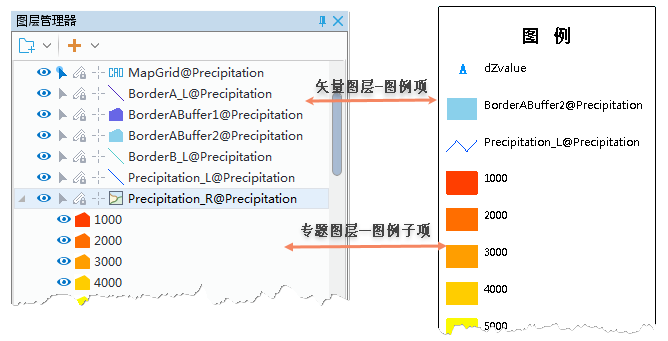 图层管理器
MapGrid@Precipitation
BorderA_L@Precipitation
BorderABuffer1@Precipitation
BorderABuffer2@Precipitation
BorderB_L@Precipitation
Precipitation_L@Precipitation
Precipitation_R@Precipitation
1000
2000
3000
4000
矢量图层-图例项
专题图层—图例子项
图 例
dZvalue
BorderABuffer2@Precipitation
Precipitation_L@Precipitation
1000
2000
3000
4000
5000